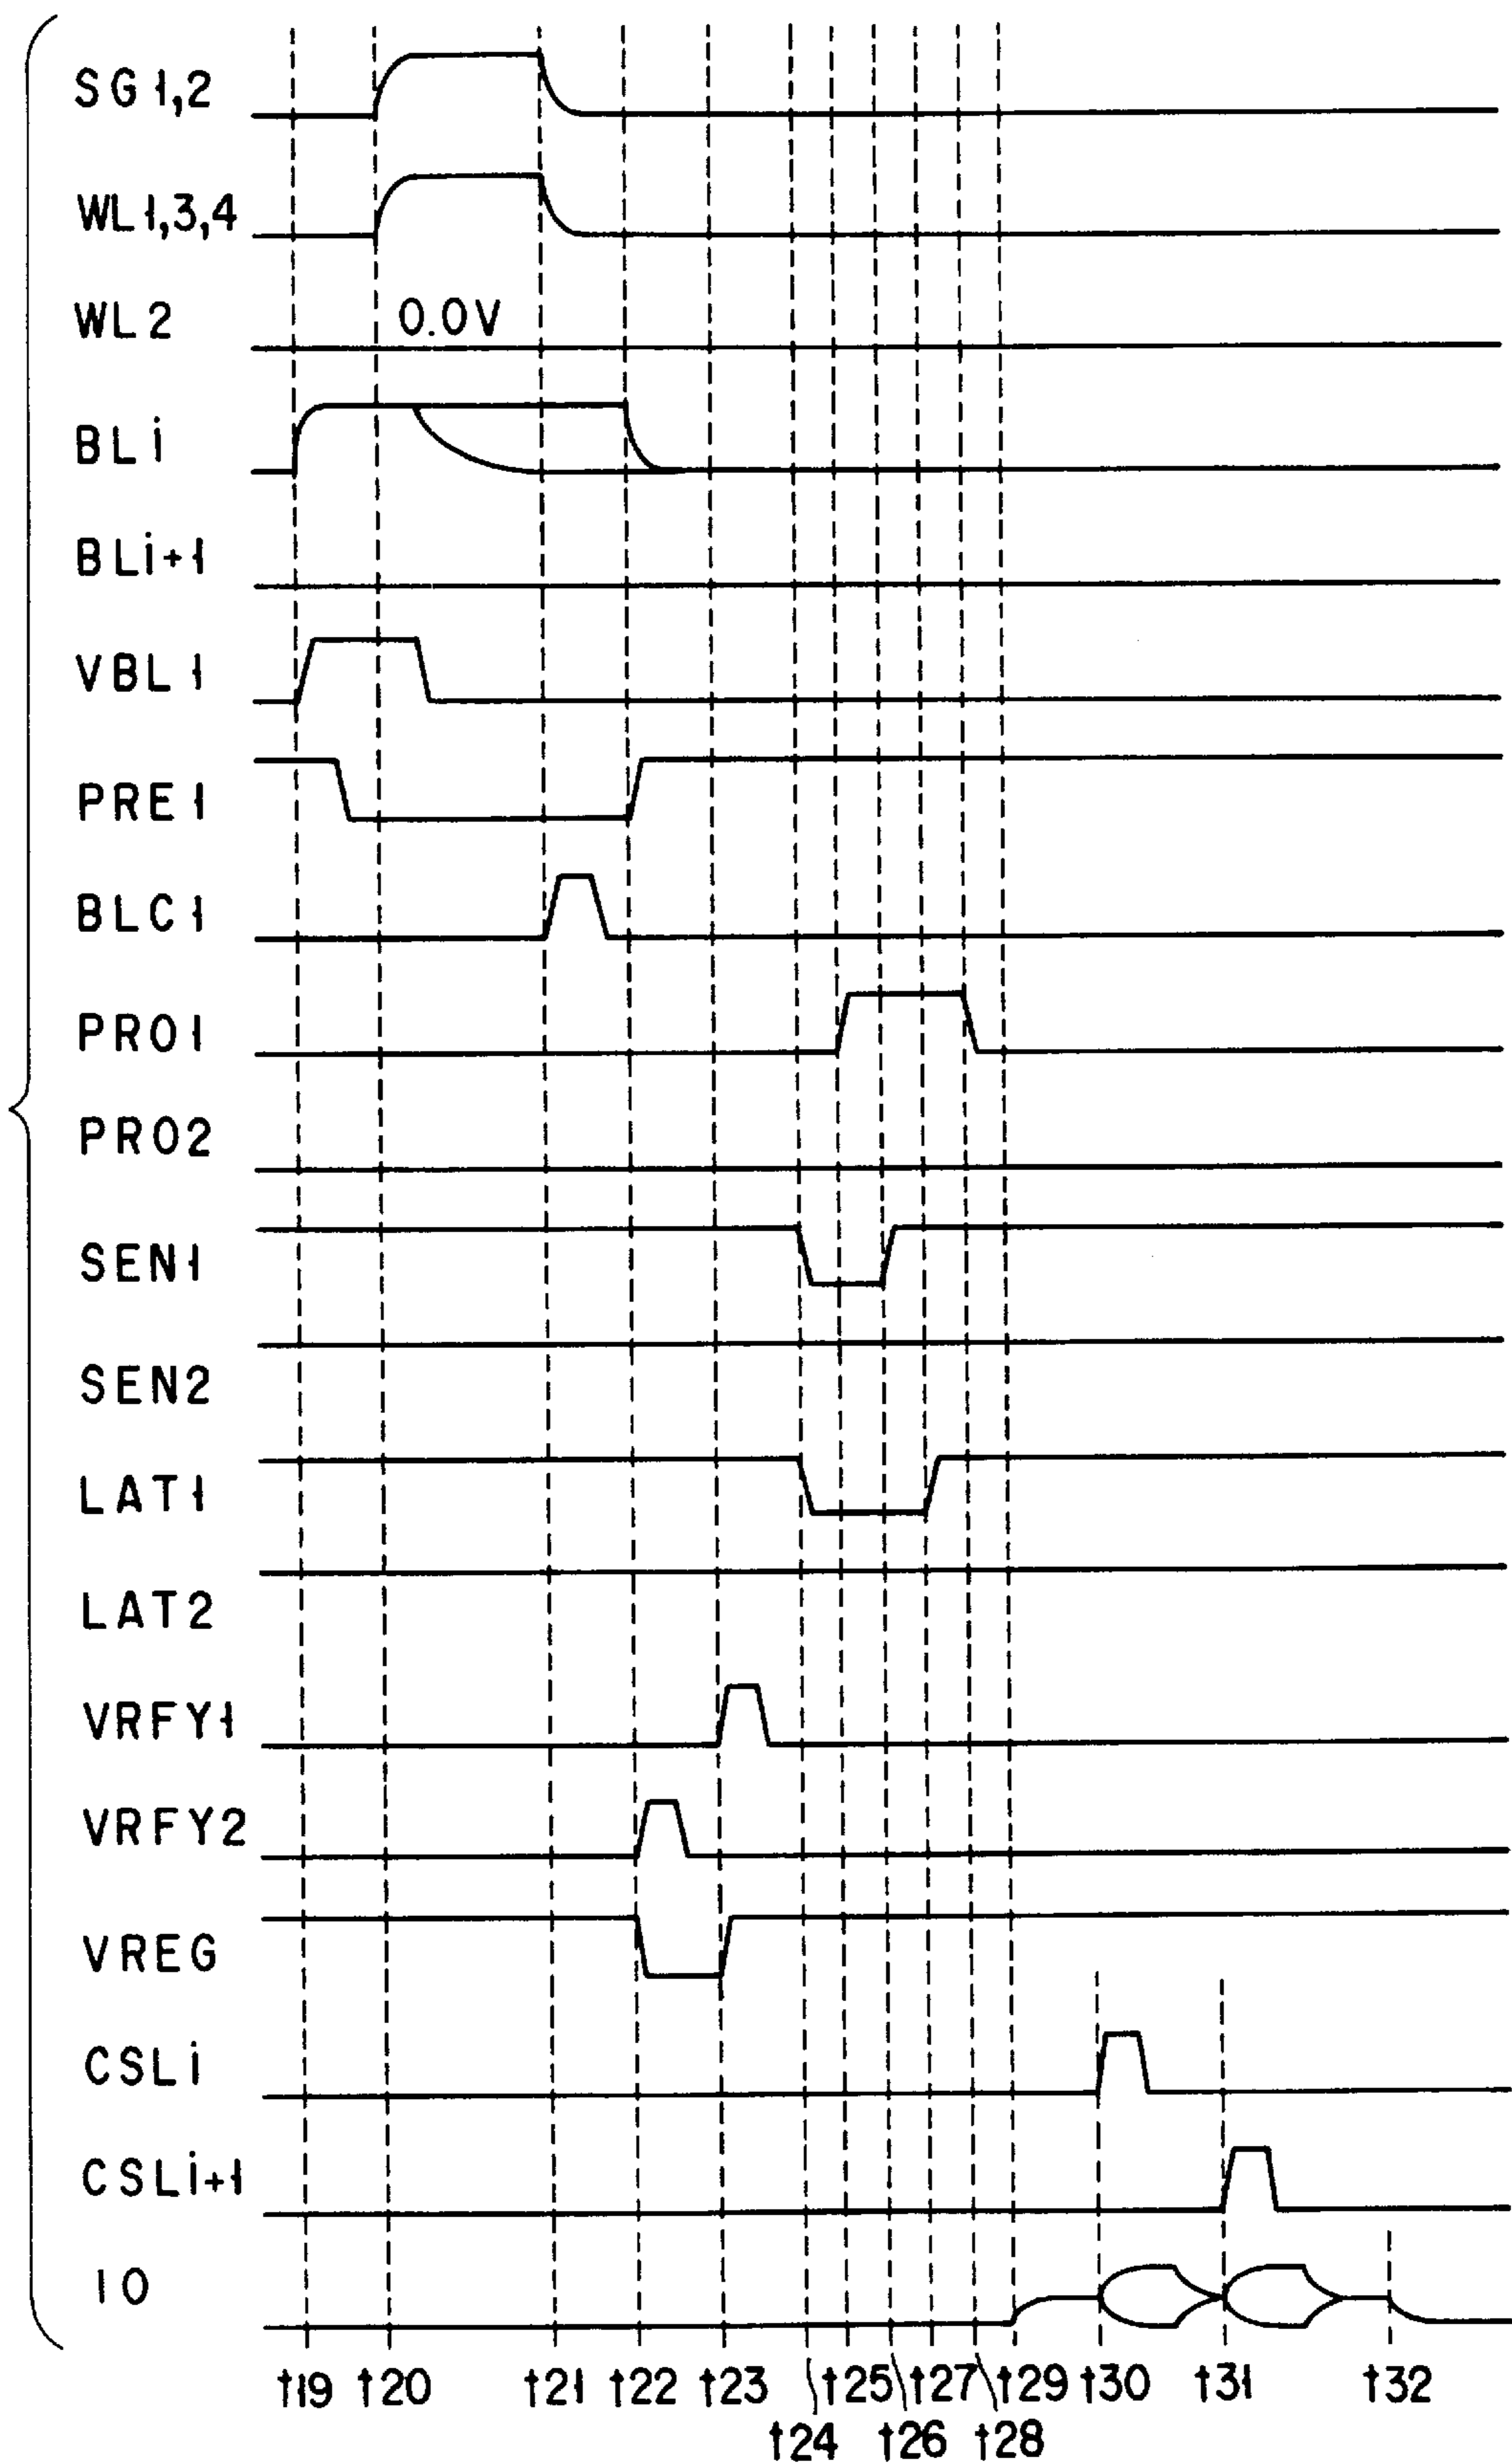 SG1,2
WL1,3,4
WL2
0.0V
BLi
BLi+1
VBL1
PRE1
BLC1
PRO1
PRO2
SEN1
SEN2
LAT1
LAT2
VRFY1
VRFY2
VREG
CSLi
CSLi+1
IO
t19 t20 t21 t22 t23 t25 t27 t29 t30 t31 t32
t24 t26 t28